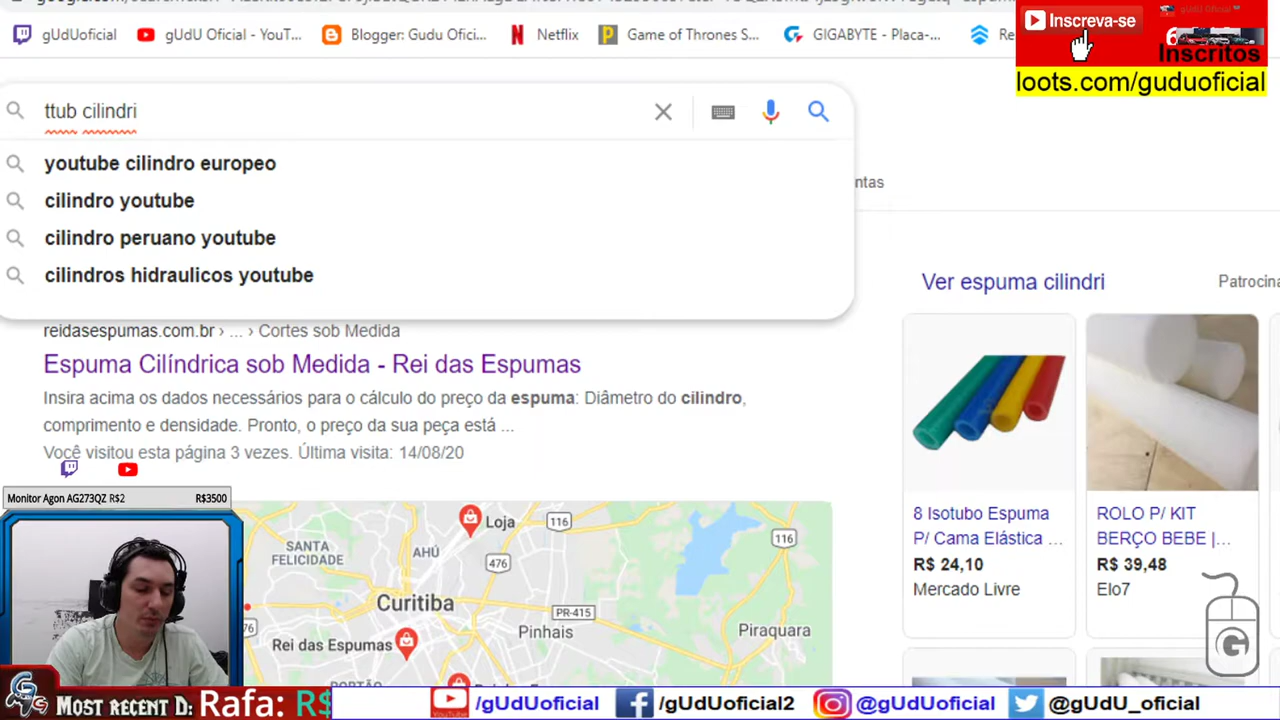 gUdUoficial
gUdU Oficial - YouT...
Blogger: Gudu Ofici...
Netflix
Game of Thrones S...
GIGABYTE - Placa-...
Inscreva-se
Inscritos
loots.com/guduoficial
ttub cilindri
youtube cilindro europeo
cilindro youtube
cilindro peruano youtube
cilindros hidraulicos youtube
ntas
reidasespumas.com.br › ... › Cortes sob Medida
Espuma Cilíndrica sob Medida - Rei das Espumas
Insira acima os dados necessários para o cálculo do preço da espuma: Diâmetro do cilindro,
comprimento e densidade. Pronto, o preço da sua peça está ...
Você visitou esta página 3 vezes. Última visita: 14/08/20
Ver espuma cilindri
Patrocina
8 Isotubo Espuma
P/ Cama Elástica ...
R$ 24,10
Mercado Livre
ROLO P/ KIT
BERÇO BEBE |...
R$ 39,48
Elo7
Monitor Agon AG273QZ R$2
R$3500
Loja
116
SANTA
FELICIDADE
AHÚ
476
116
Curitiba
PR-415
Pinhais
Piraquara
Rei das Espumas
MOST RECENT D: Rafa: R$
/gUdUoficial
/gUdUoficial2
@gUdUoficial
@gUdU_oficial